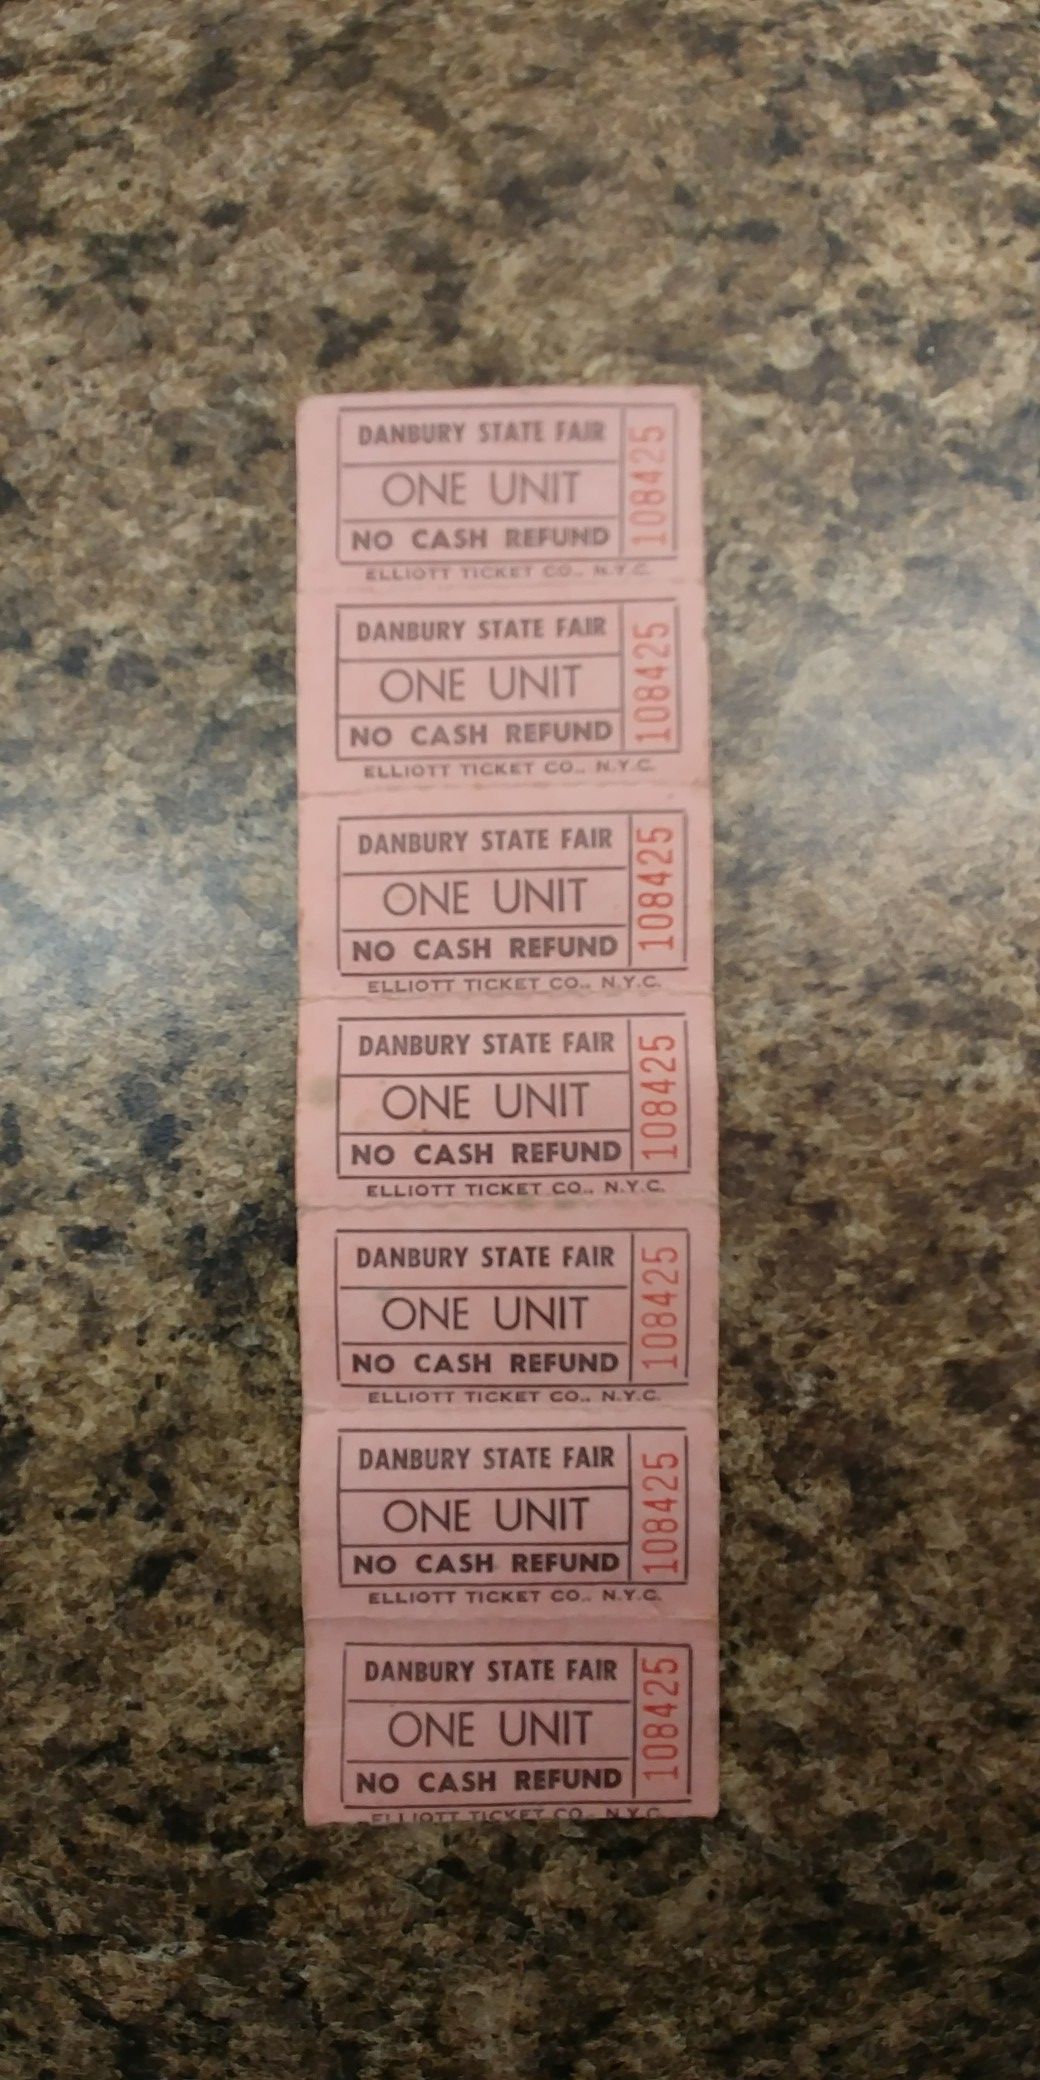 DANBURY STATE FAIR
ONE UNIT
NO CASH REFUND
108425
ELLIOTT TICKET CO., N.Y.C.
DANBURY STATE FAIR
ONE UNIT
NO CASH REFUND
108425
ELLIOTT TICKET CO., N.Y.C.
DANBURY STATE FAIR
ONE UNIT
NO CASH REFUND
108425
ELLIOTT TICKET CO., N.Y.C.
DANBURY STATE FAIR
ONE UNIT
NO CASH REFUND
108425
ELLIOTT TICKET CO., N.Y.C.
DANBURY STATE FAIR
ONE UNIT
NO CASH REFUND
108425
ELLIOTT TICKET CO., N.Y.C.
DANBURY STATE FAIR
ONE UNIT
NO CASH REFUND
108425
ELLIOTT TICKET CO., N.Y.C.
DANBURY STATE FAIR
ONE UNIT
NO CASH REFUND
108425
ELLIOTT TICKET CO., N.Y.C.